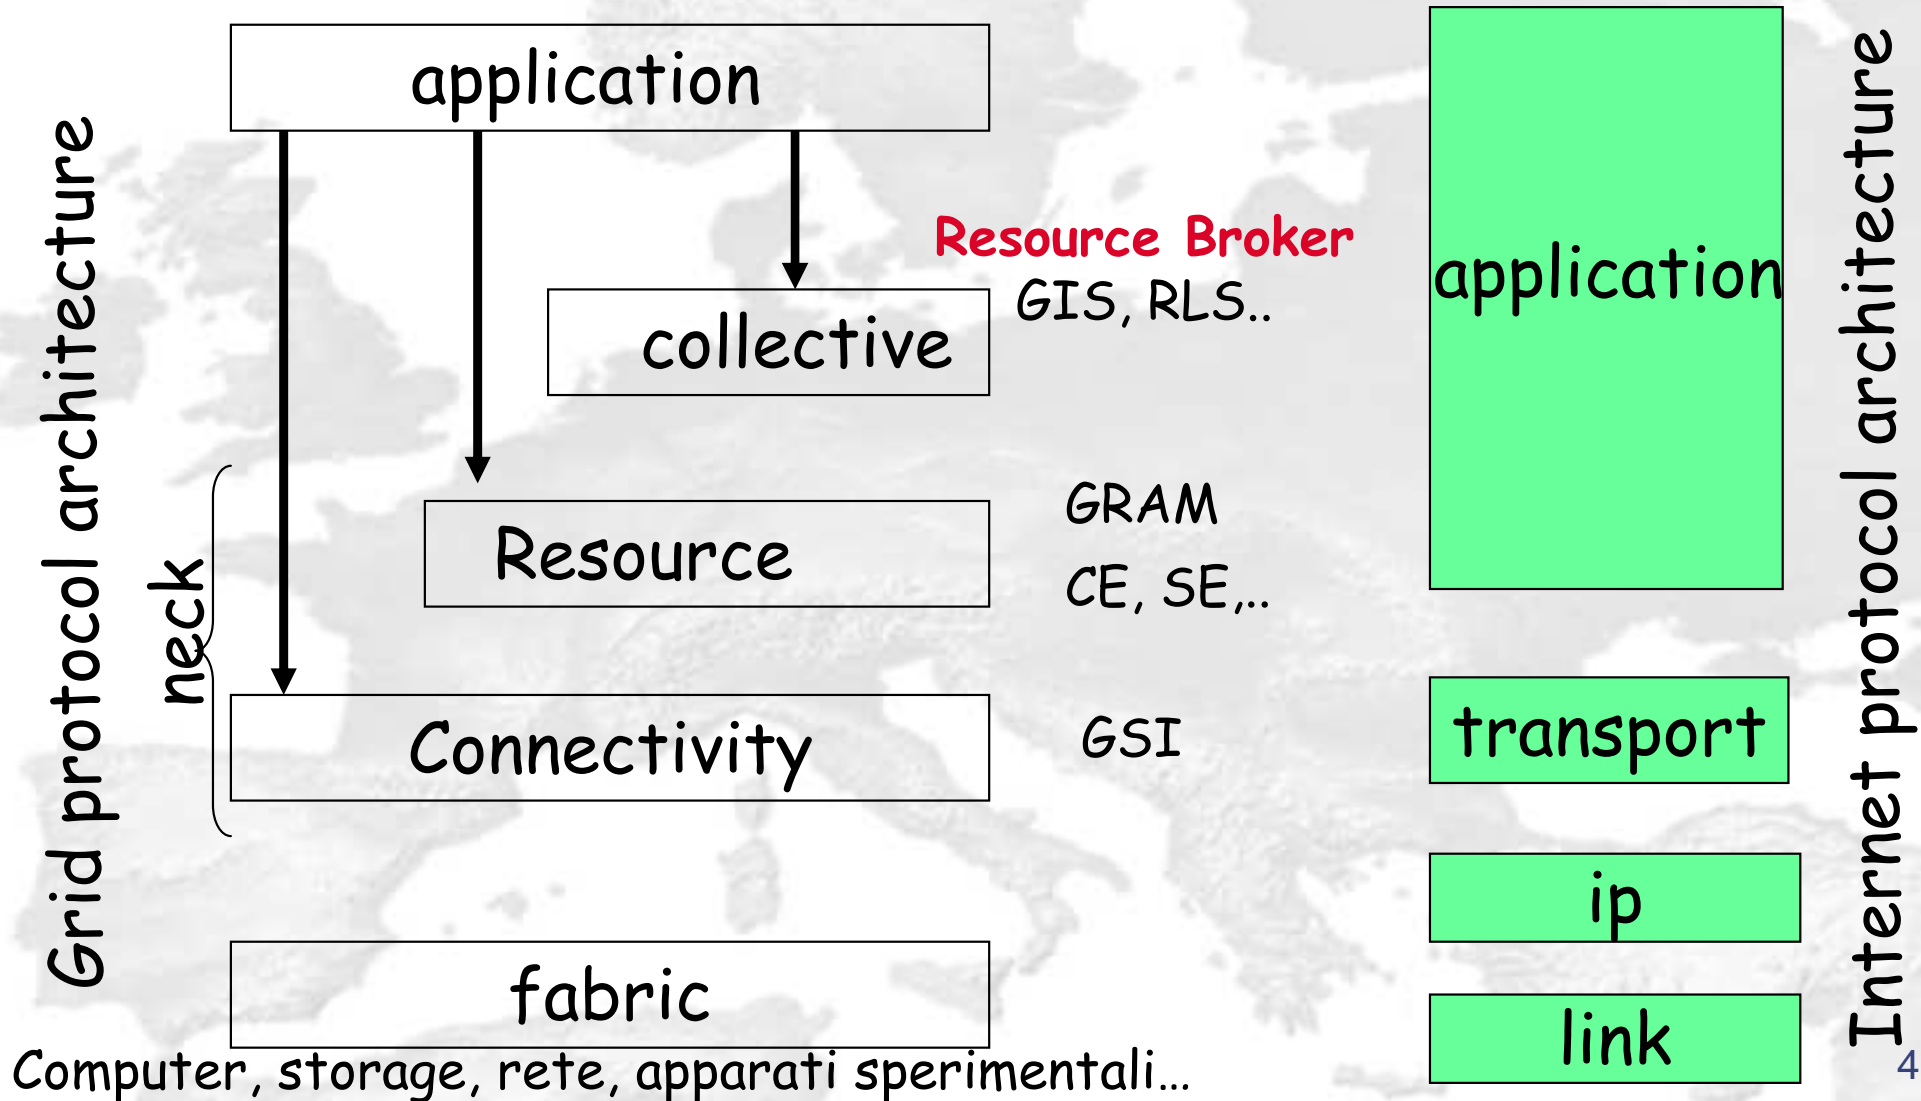 Grid protocol architecture
neck
application
Resource Broker
GIS, RLS..
collective
GRAM
Resource
CE, SE,..
Connectivity
GSI
fabric
Computer, storage, rete, apparati sperimentali...
application
transport
ip
link
Internet protocol architecture
4